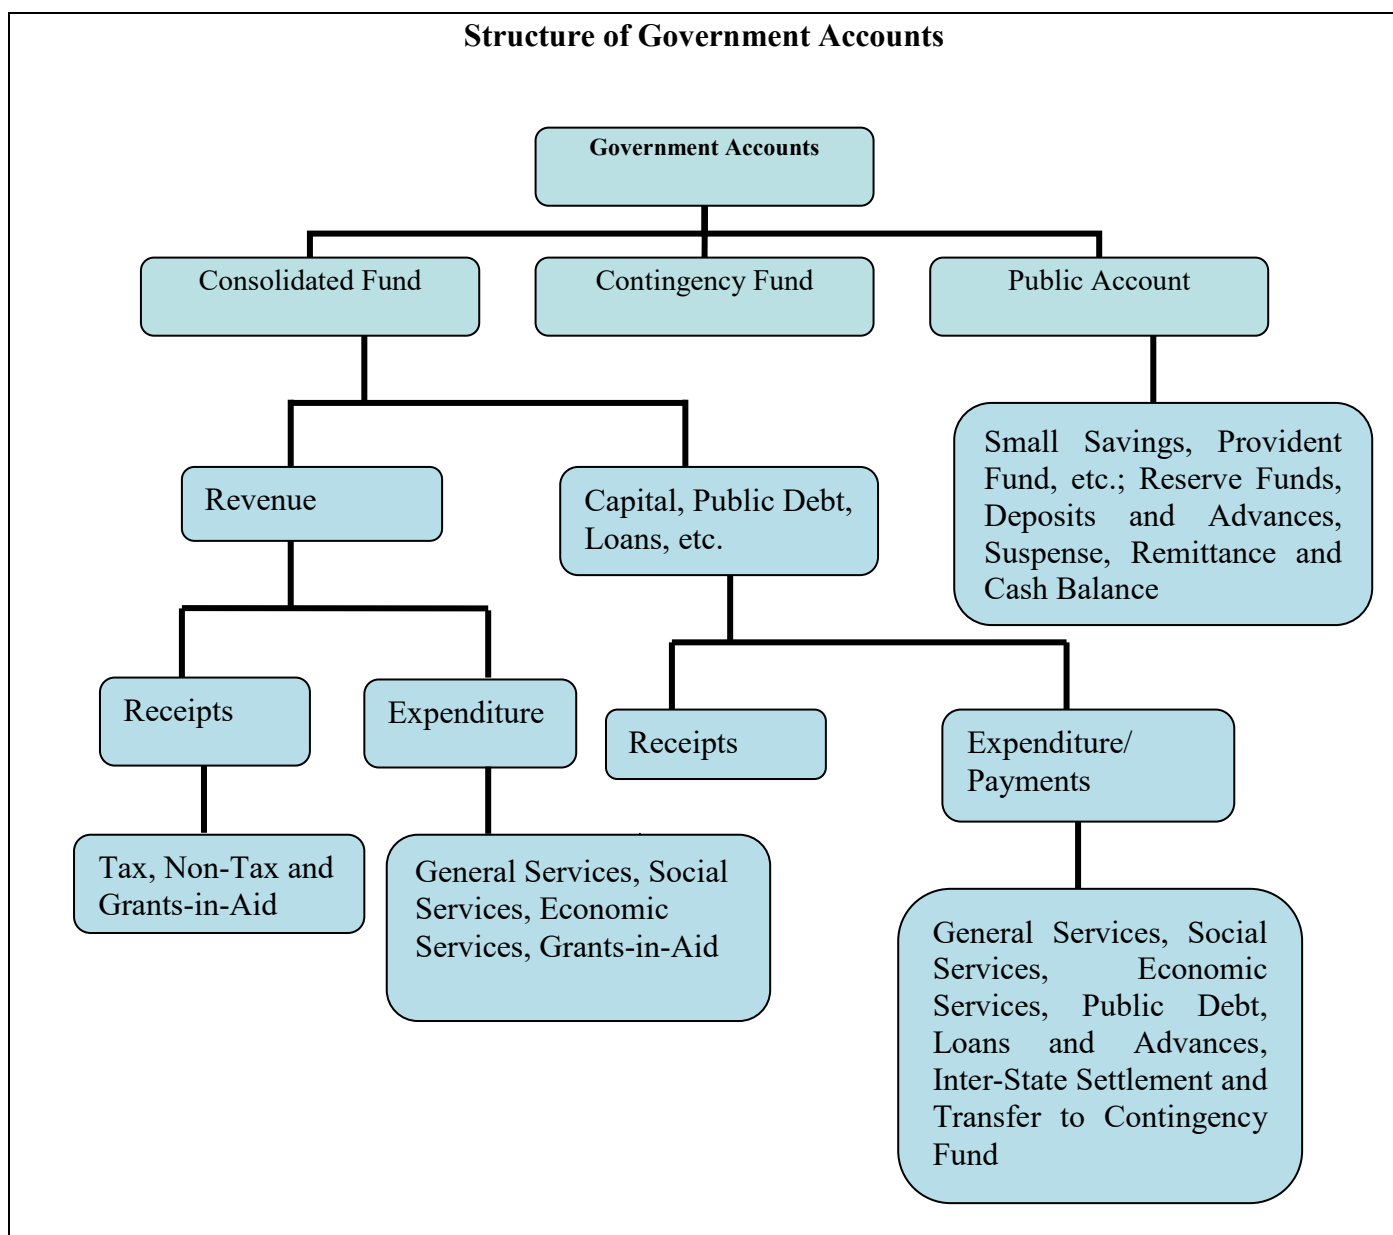 Structure of Government Accounts
Government Accounts
Consolidated Fund
Contingency Fund
Public Account
Small Savings, Provident
Fund, etc.; Reserve Funds,
Deposits and Advances,
Suspense, Remittance and
Cash Balance
Revenue
Capital, Public Debt,
Loans, etc.
Receipts
Expenditure
Receipts
Expenditure/
Payments
Tax, Non-Tax and
Grants-in-Aid
General Services, Social
Services, Economic
Services, Grants-in-Aid
General Services, Social
Services, Economic
Services, Public Debt,
Loans and Advances,
Inter-State Settlement and
Transfer to Contingency
Fund